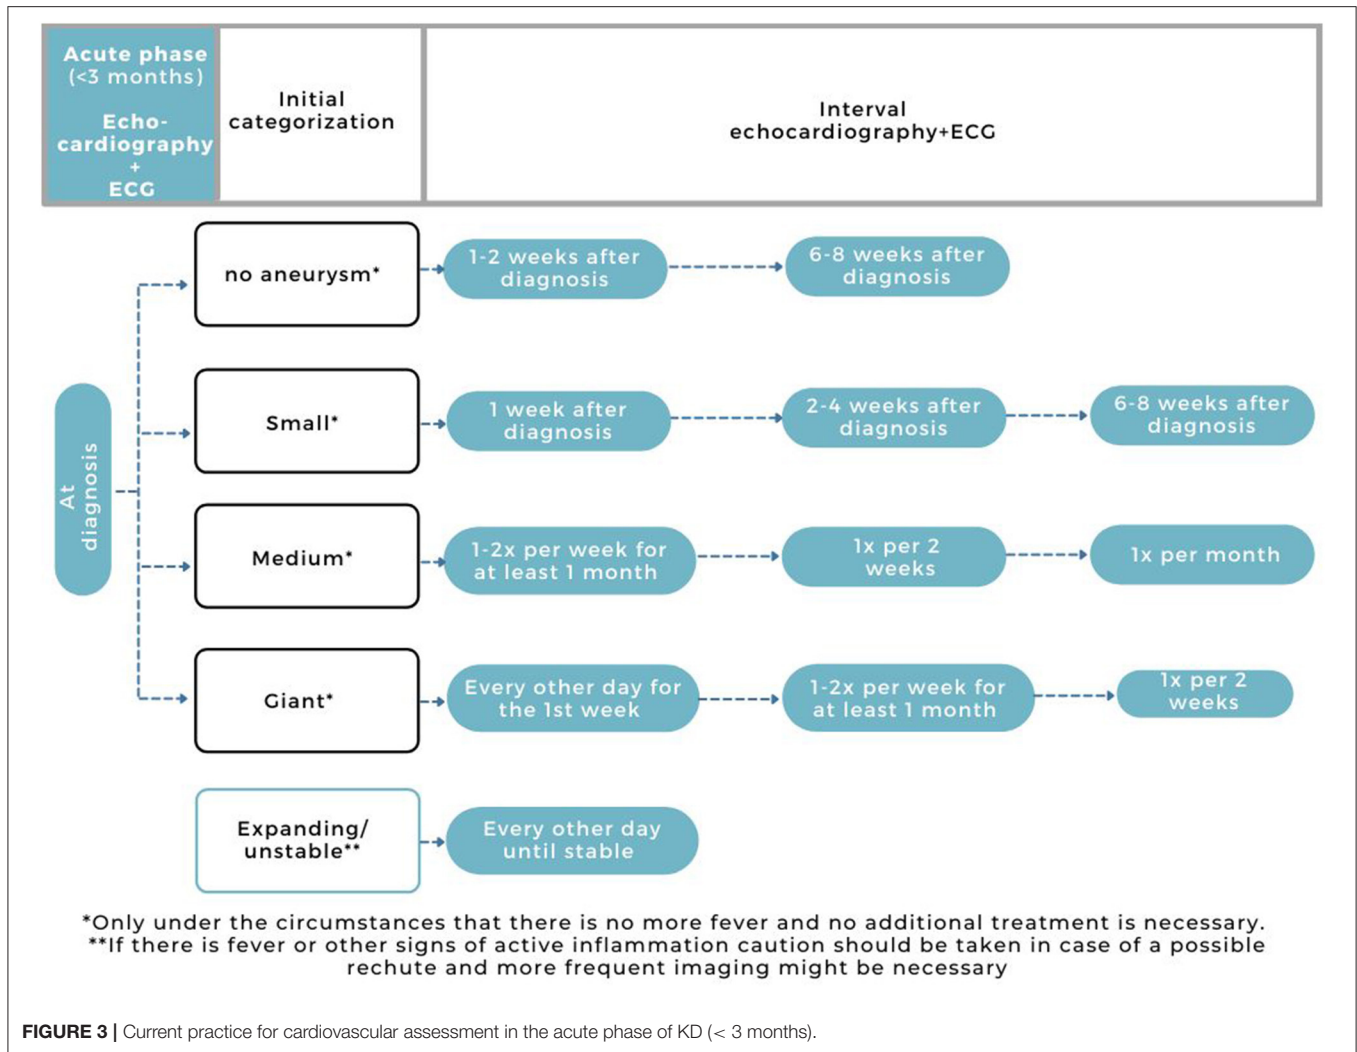 Acute phase
(<3 months)
Echo-
cardiography
+
ECG
Initial
categorization
Interval
echocardiography+ECG
At
diagnosis
no aneurysm*
1-2 weeks after
diagnosis
6-8 weeks after
diagnosis
Small*
1 week after
diagnosis
2-4 weeks after
diagnosis
6-8 weeks after
diagnosis
Medium*
1-2x per week for
at least 1 month
1x per 2
weeks
1x per month
Giant*
Every other day for
the 1st week
1-2x per week for
at least 1 month
1x per 2
weeks
Expanding/
unstable**
Every other day
until stable
*Only under the circumstances that there is no more fever and no additional treatment is necessary.
**If there is fever or other signs of active inflammation caution should be taken in case of a possible
rechute and more frequent imaging might be necessary
FIGURE 3 | Current practice for cardiovascular assessment in the acute phase of KD (< 3 months).